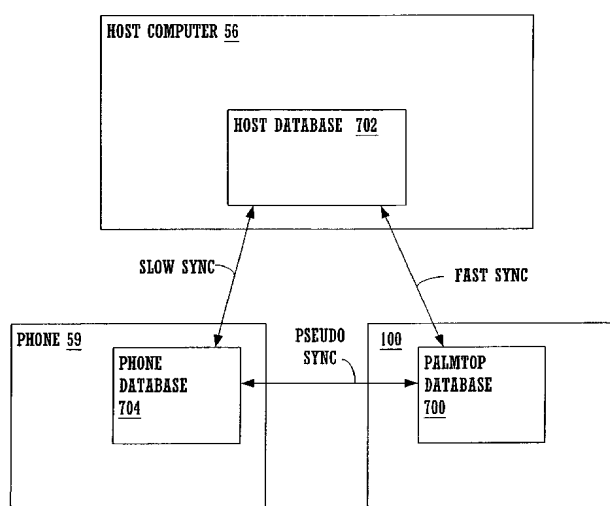 HOST COMPUTER 56
HOST DATABASE 702
SLOW SYNC
FAST SYNC
PHONE 59
PSEUDO
SYNC
100
PHONE
DATABASE
704
PALMTOP
DATABASE
700